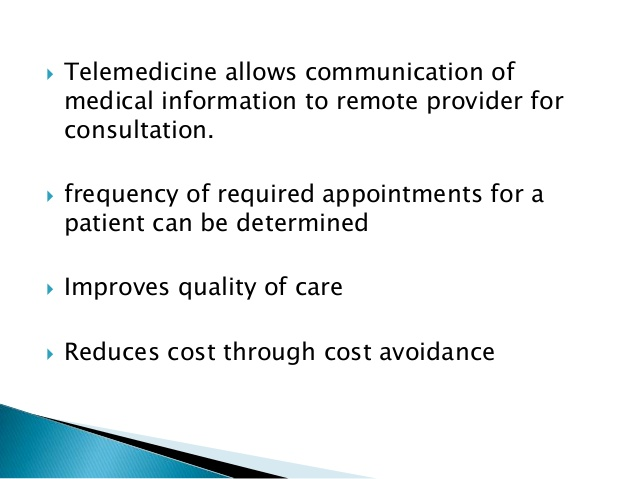 Telemedicine allows communication of
medical information to remote provider for
consultation.
frequency of required appointments for a
patient can be determined
Improves quality of care
Reduces cost through cost avoidance